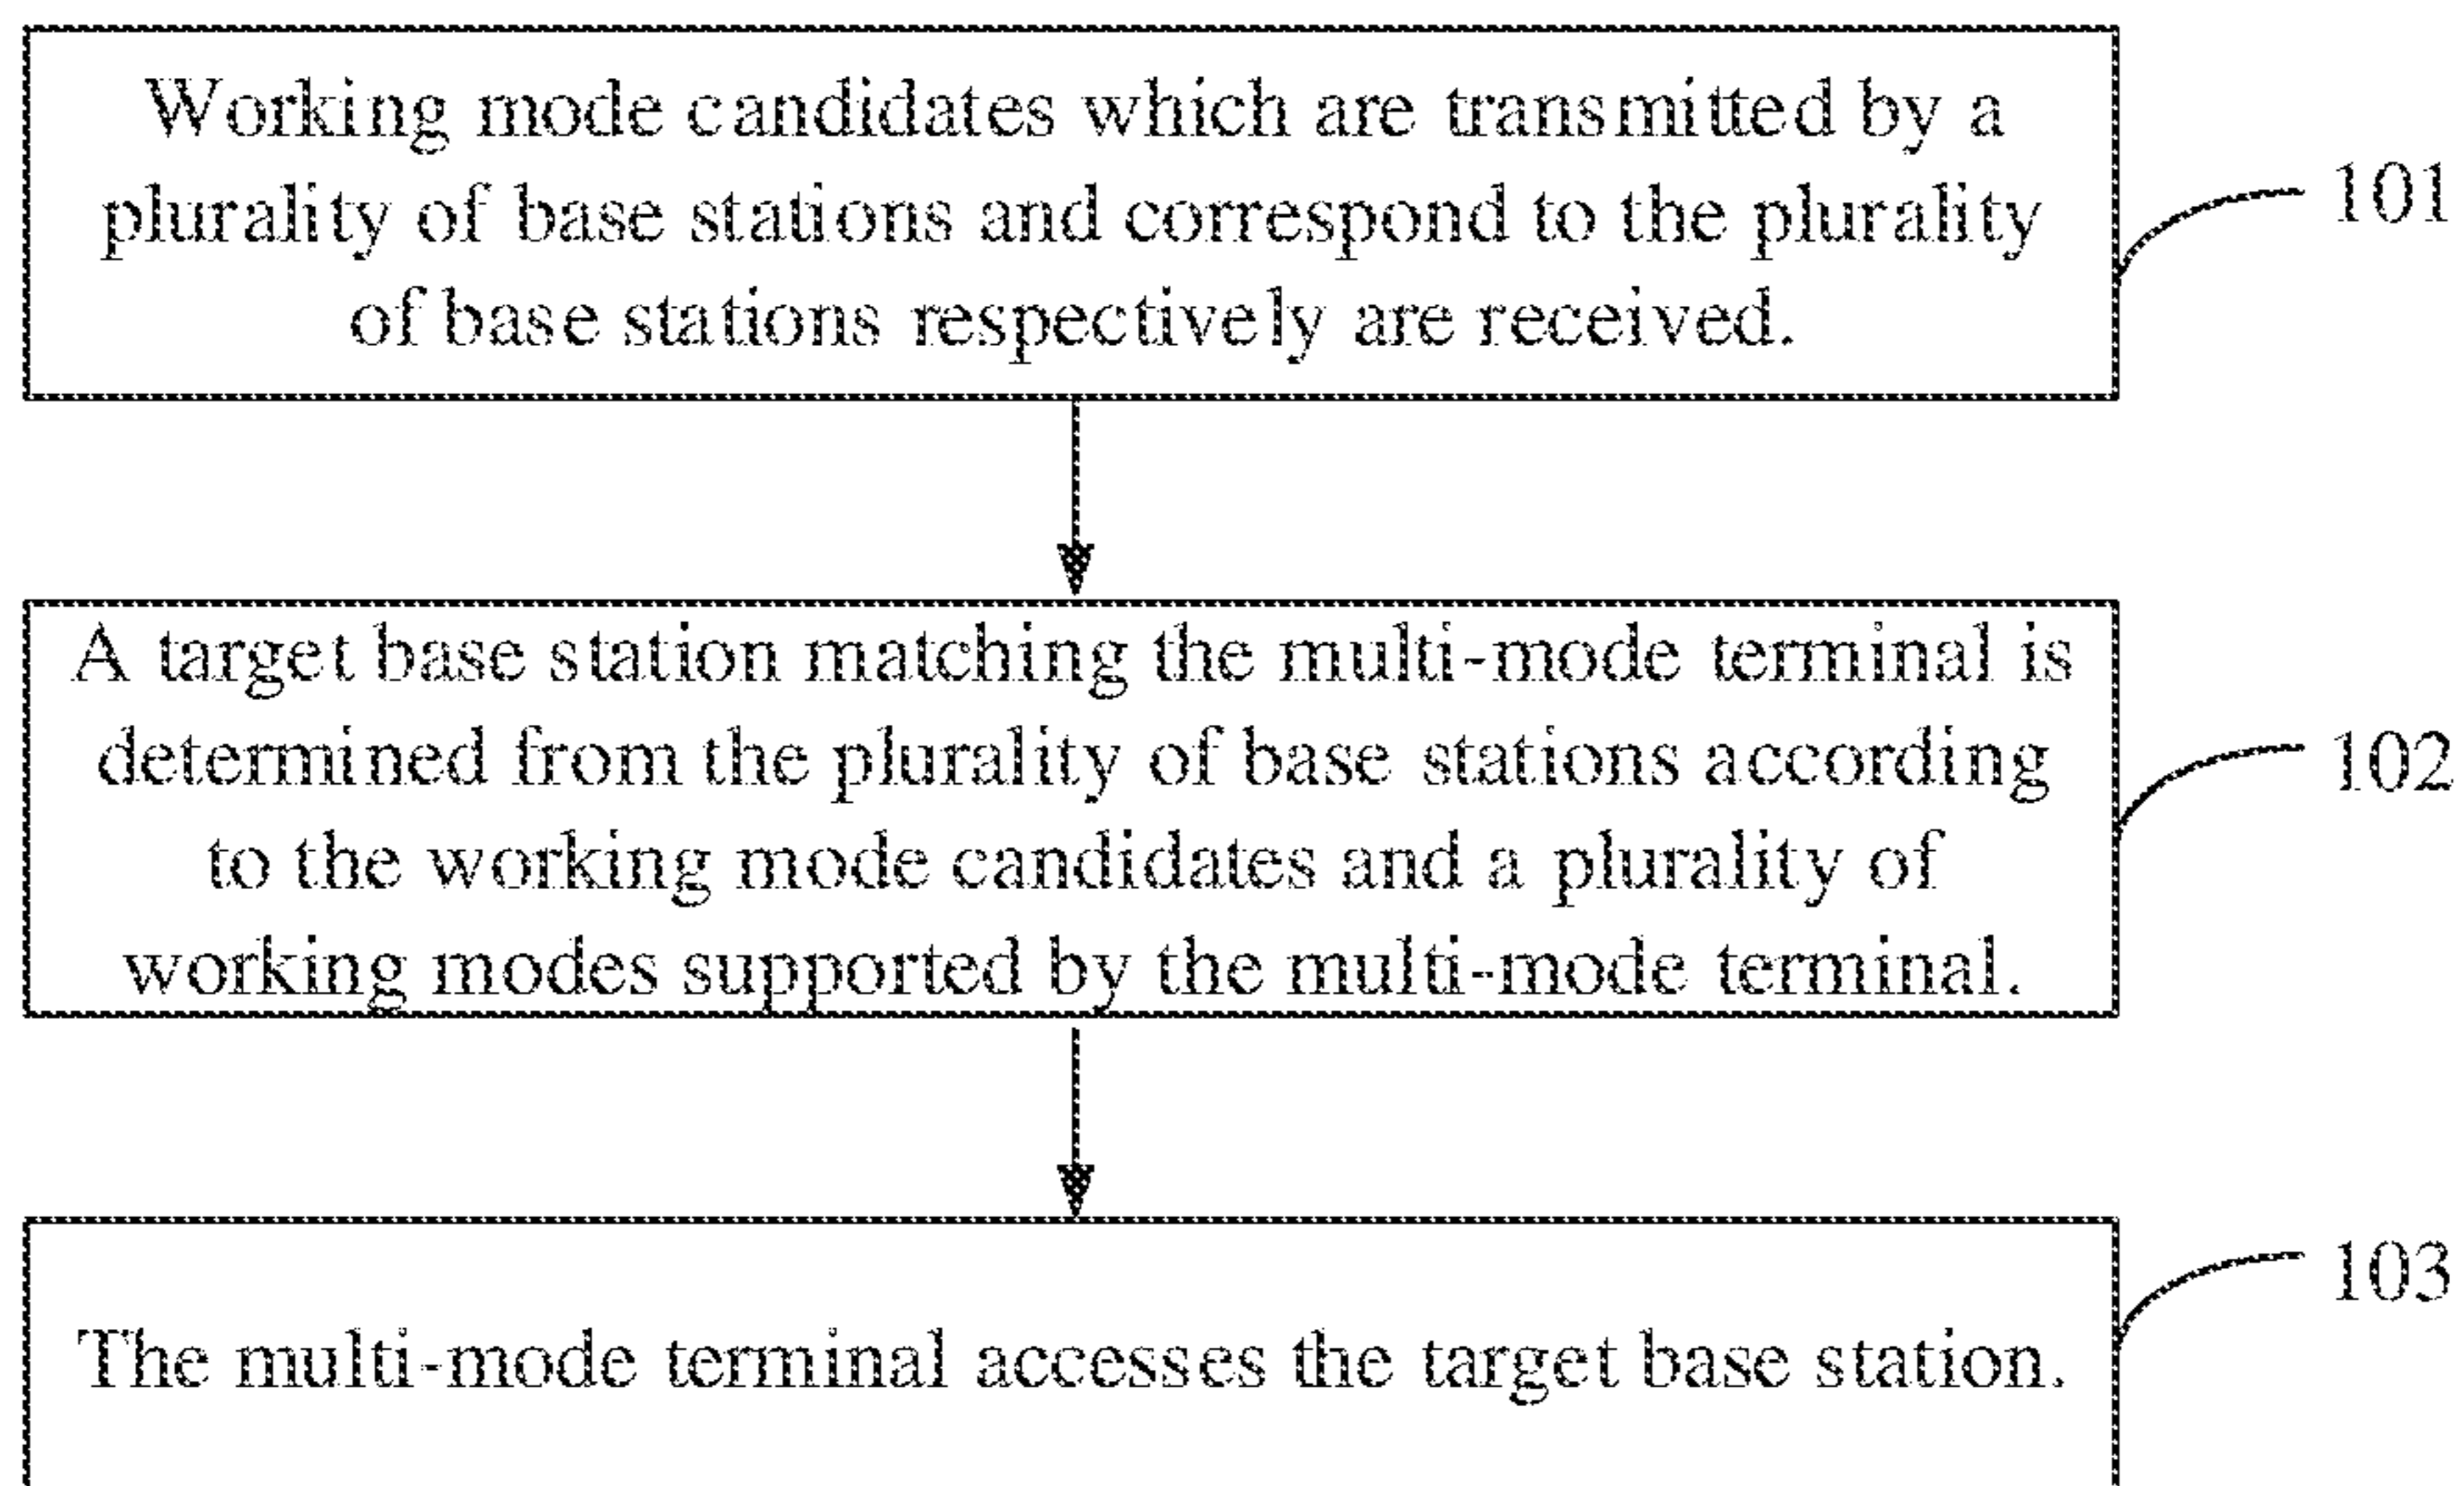 Working mode candidates which are transmitted by a
plurality of base stations and correspond to the plurality
of base stations respectively are received.
101
A target base station matching the multi-mode terminal is
determined from the plurality of base stations according
to the working mode candidates and a plurality of
working modes supported by the multi-mode terminal.
102
The multi-mode terminal accesses the target base station.
103